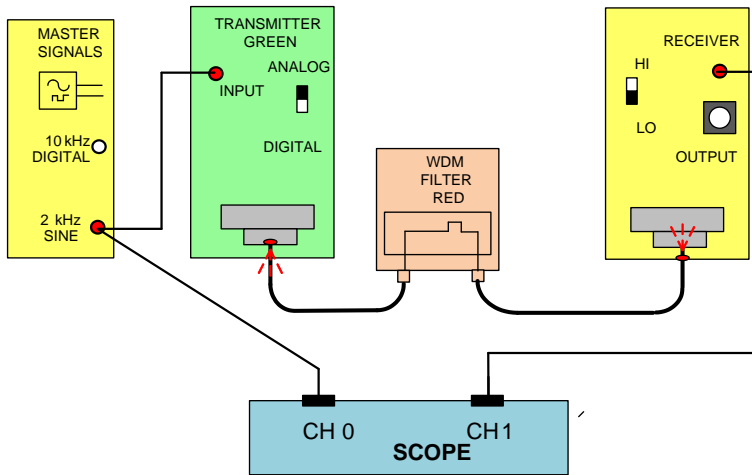 MASTER
SIGNALS
10 kHz
DIGITAL
2 kHz
SINE
TRANSMITTER
GREEN
ANALOG
INPUT
DIGITAL
WDM
FILTER
RED
RECEIVER
HI
LO
OUTPUT
CH 0
CH 1
SCOPE